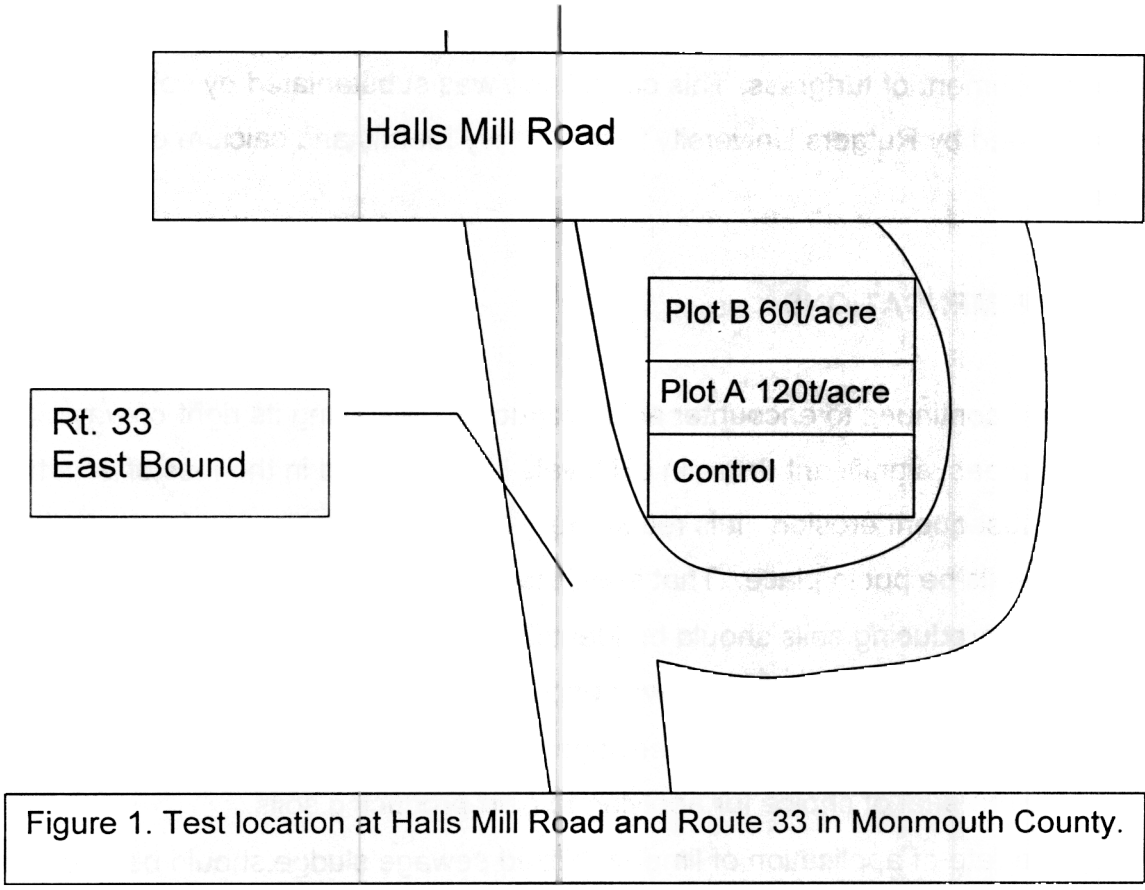 Halls Mill Road
Plot B 60t/acre
Plot A 120t/acre
Control
Rt. 33
East Bound
Figure 1. Test location at Halls Mill Road and Route 33 in Monmouth County.